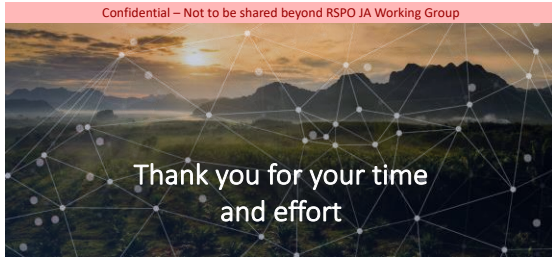 Confidential – Not to be shared beyond RSPO JA Working Group
Thank you for your time
and effort